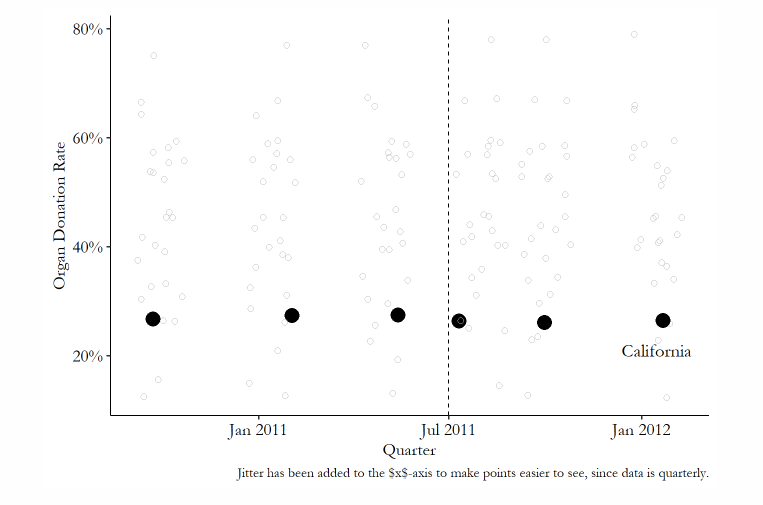 80%
60%
40%
20%
Organ Donation Rate
California
Jan 2011
Jul 2011
Jan 2012
Quarter
Jitter has been added to the $x$-axis to make points easier to see, since data is quarterly.